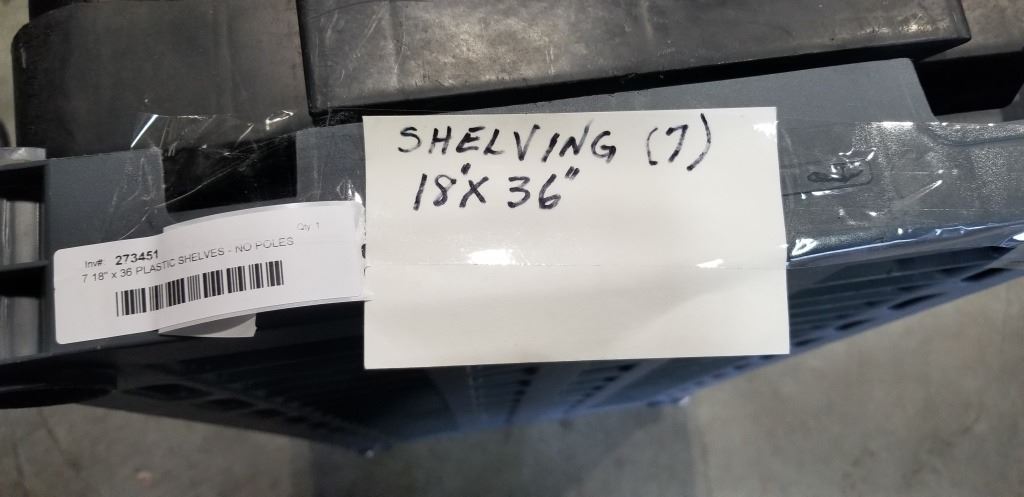 SHELVING (7)
18"X 36"
Qty: 1
Inv#: 273451
7 18" x 36 PLASTIC SHELVES - NO POLES